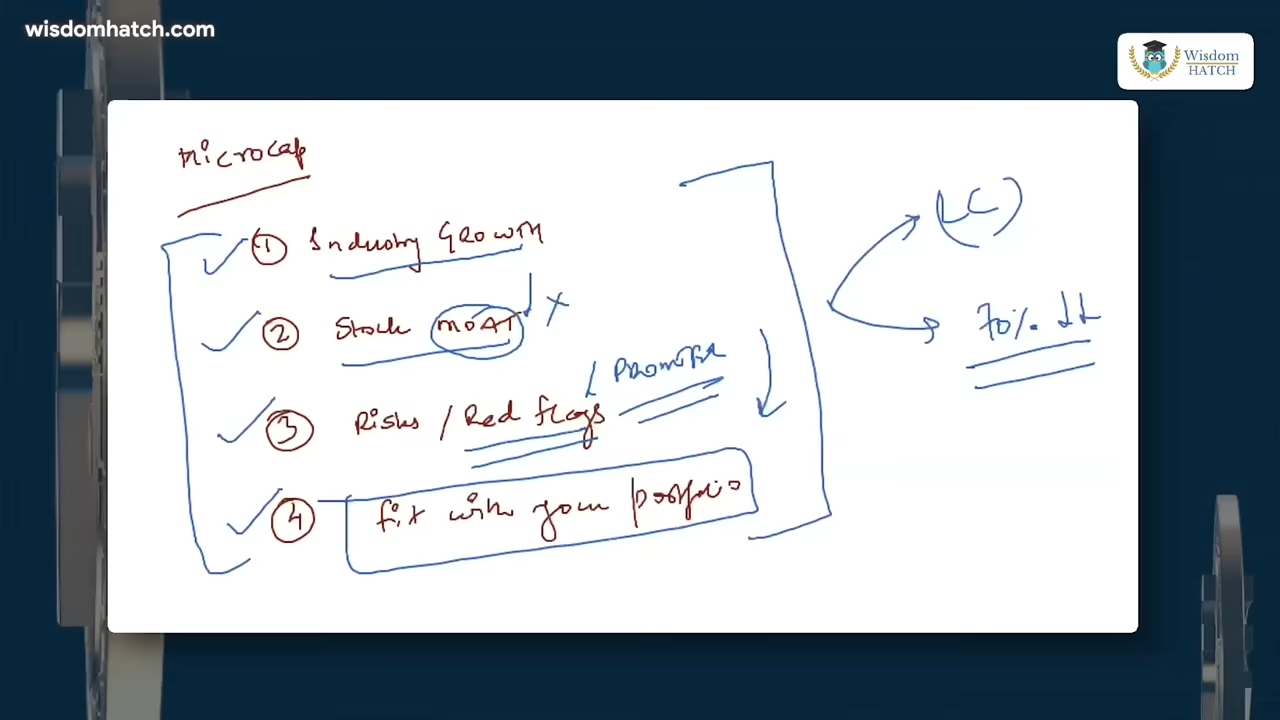 wisdomhatch.com
Wisdom
HATCH
Microcap
1 Industry Growth
2 Stock MOAT X
3 Risks / Red flags
Promoter
4 fit with your portfolio
LC
70% ↓↓